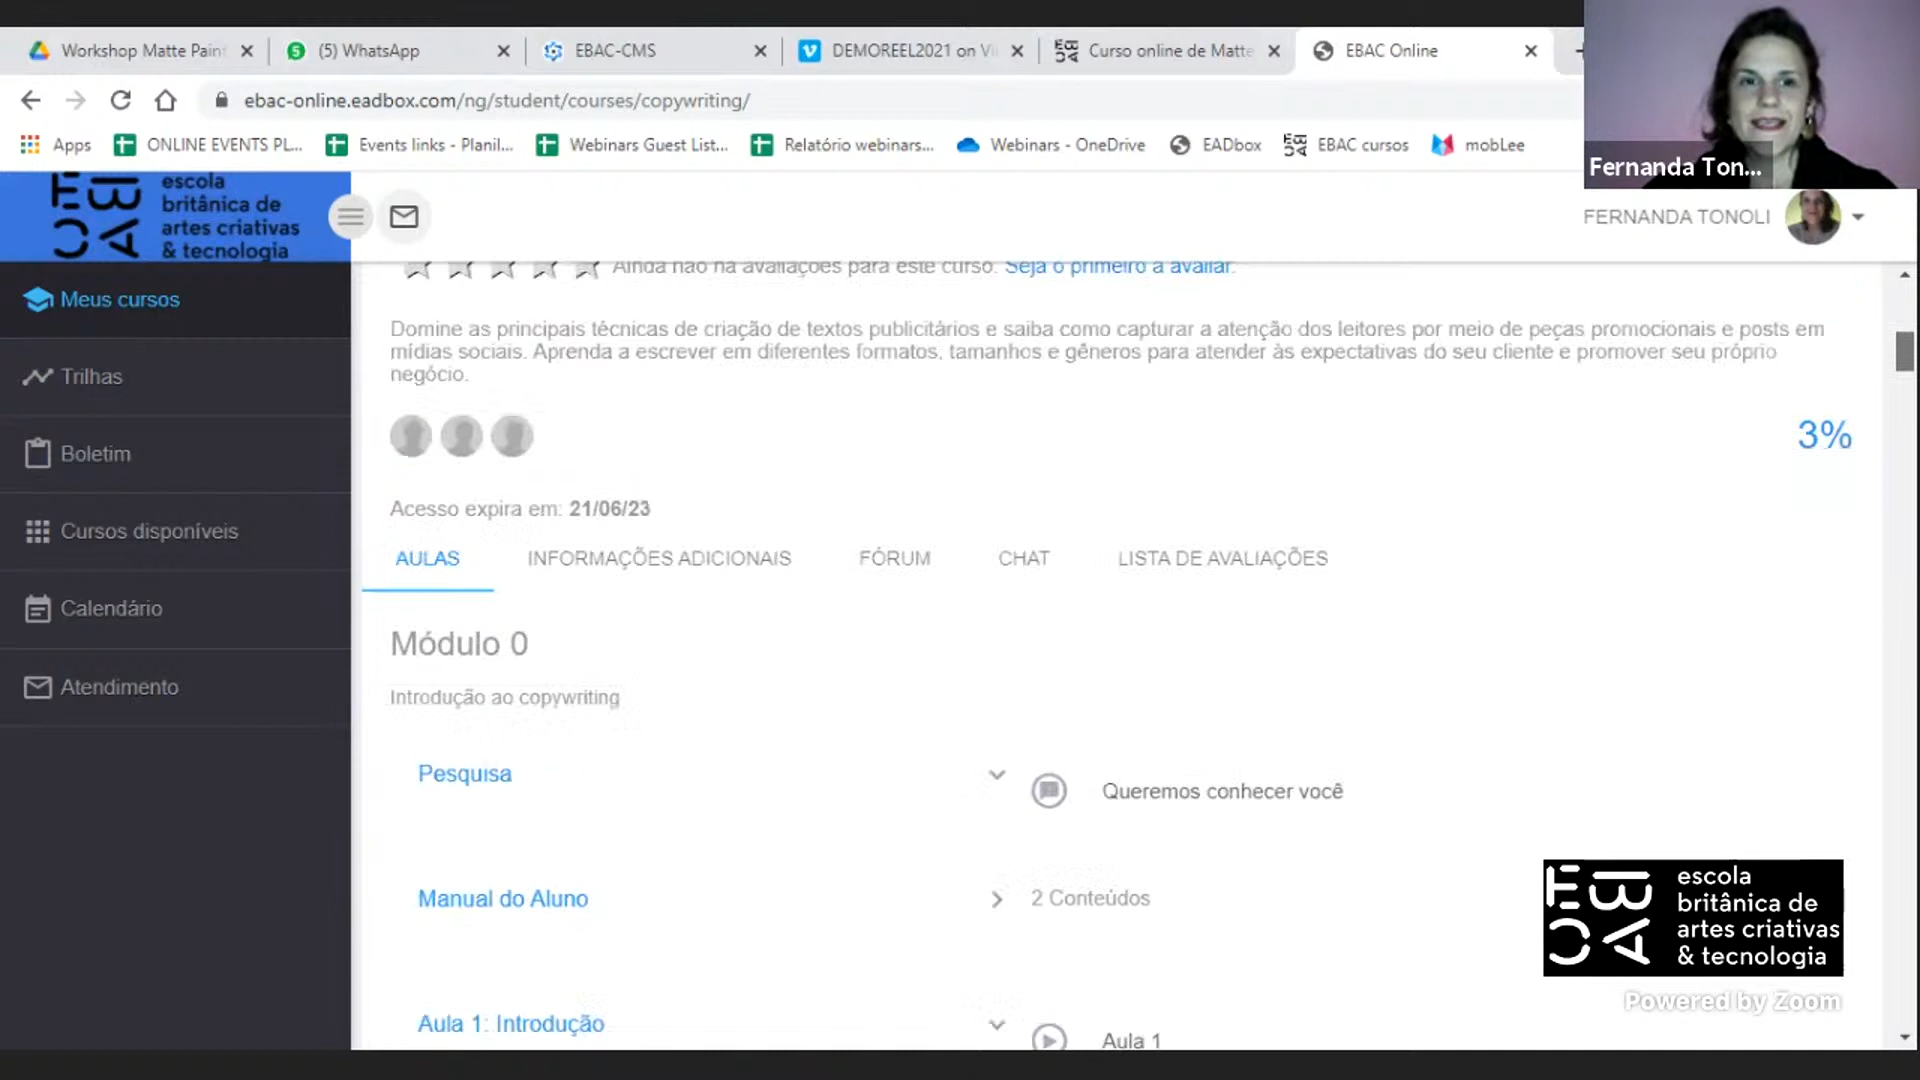 Workshop Matte Paint
(5) WhatsApp
EBAC-CMS
DEMOREEL2021 on Vi
Curso online de Matte
EBAC Online
ebac-online.eadbox.com/ng/student/courses/copywriting/
Apps
ONLINE EVENTS PL...
Events links - Planil...
Webinars Guest List...
Relatório webinars...
Webinars - OneDrive
EADbox
EBAC cursos
mobLee
Fernanda Ton...
escola
britânica de
artes criativas
& tecnologia
FERNANDA TONOLI
Ainda não há avaliações para este curso. Seja o primeiro a avaliar.
Meus cursos
Trilhas
Boletim
Cursos disponíveis
Calendário
Atendimento
Domine as principais técnicas de criação de textos publicitários e saiba como capturar a atenção dos leitores por meio de peças promocionais e posts em
mídias sociais. Aprenda a escrever em diferentes formatos, tamanhos e gêneros para atender às expectativas do seu cliente e promover seu próprio
negócio.
3%
Acesso expira em: 21/06/23
AULAS
INFORMAÇÕES ADICIONAIS
FÓRUM
CHAT
LISTA DE AVALIAÇÕES
Módulo 0
Introdução ao copywriting
Pesquisa
Queremos conhecer você
Manual do Aluno
2 Conteúdos
Aula 1: Introdução
Aula 1
EBAC
escola
britânica de
artes criativas
& tecnologia
Powered by Zoom